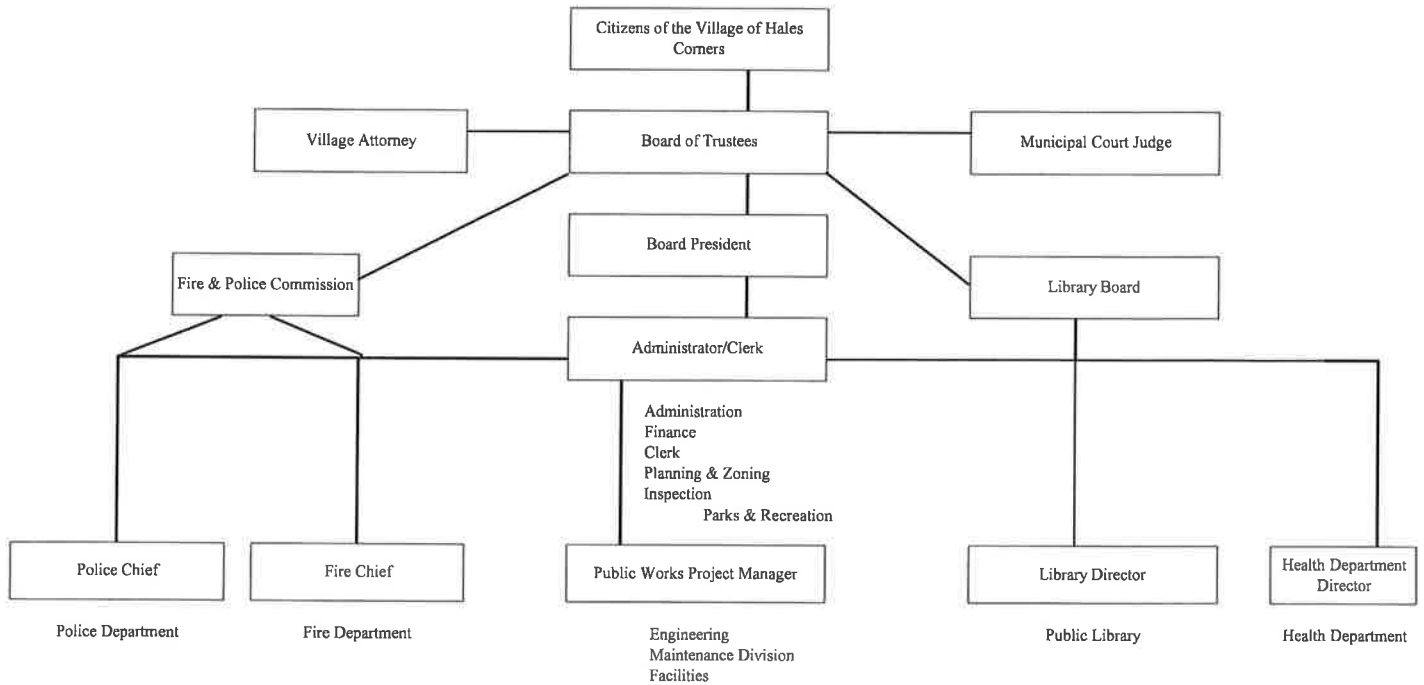 Citizens of the Village of Hales
Corners
Village Attorney
Board of Trustees
Municipal Court Judge
Board President
Fire & Police Commission
Library Board
Administrator/Clerk
Administration
Finance
Clerk
Planning & Zoning
Inspection
Parks & Recreation
Police Chief
Fire Chief
Public Works Project Manager
Library Director
Health Department
Director
Police Department
Fire Department
Engineering
Maintenance Division
Facilities
Public Library
Health Department